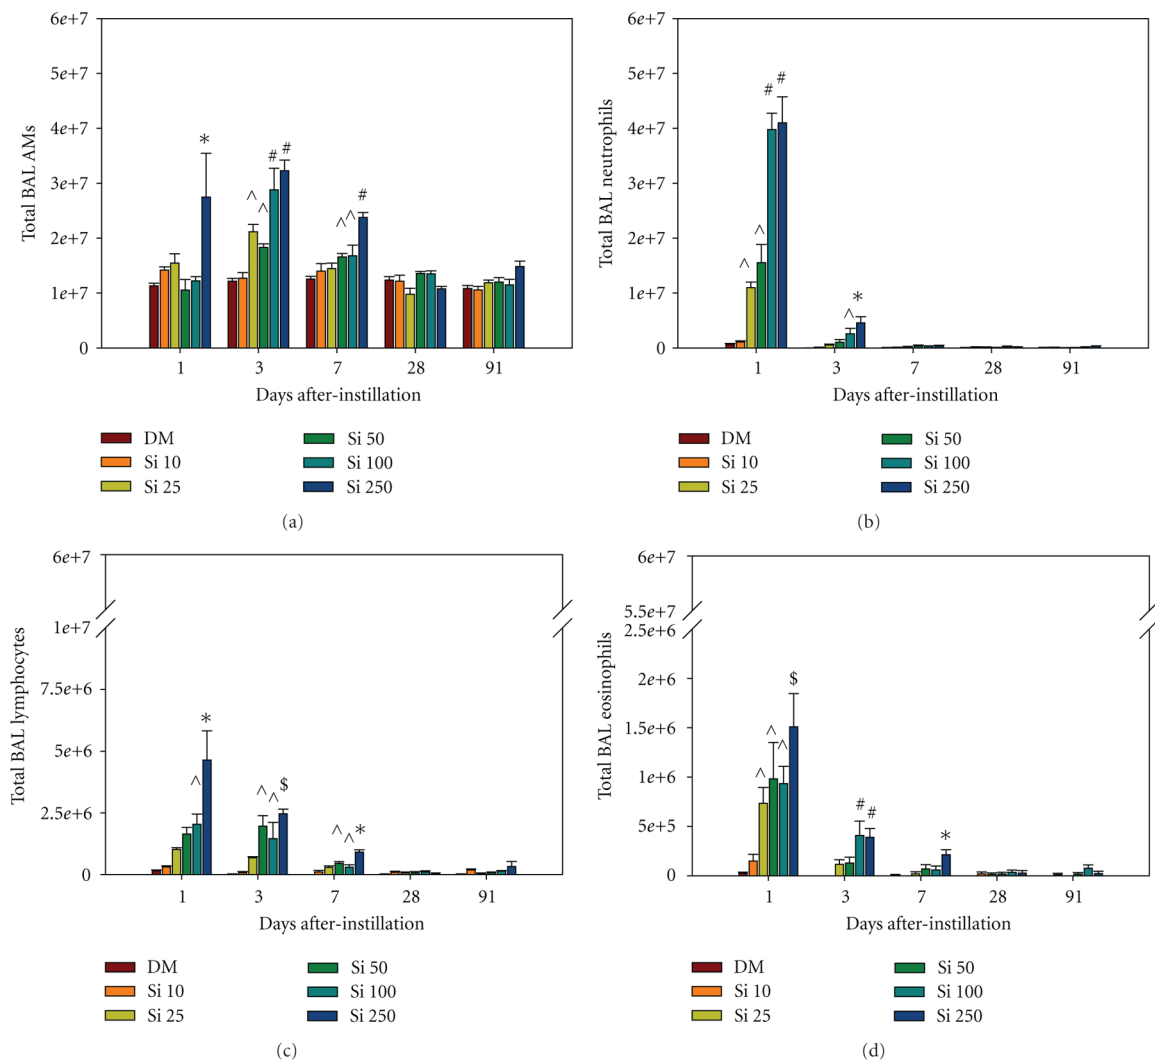 6e+7
5e+7
4e+7
3e+7
2e+7
1e+7
0
Total BAL AMs
*
^
^
#
#
^
^
#
1 3 7 28 91
Days after-instillation
DM
Si 10
Si 25
Si 50
Si 100
Si 250
(a)
6e+7
5e+7
4e+7
3e+7
2e+7
1e+7
0
Total BAL neutrophils
^
^
#
#
^
*
1 3 7 28 91
Days after-instillation
DM
Si 10
Si 25
Si 50
Si 100
Si 250
(b)
6e+7
1e+7
7.5e+6
5e+6
2.5e+6
0
Total BAL lymphocytes
^
*
^
^
$
^
^
*
1 3 7 28 91
Days after-instillation
DM
Si 10
Si 25
Si 50
Si 100
Si 250
(c)
6e+7
5.5e+7
2.5e+6
2e+6
1.5e+6
1e+6
5e+5
0
Total BAL eosinophils
^
^
^
$
#
#
*
1 3 7 28 91
Days after-instillation
DM
Si 10
Si 25
Si 50
Si 100
Si 250
(d)